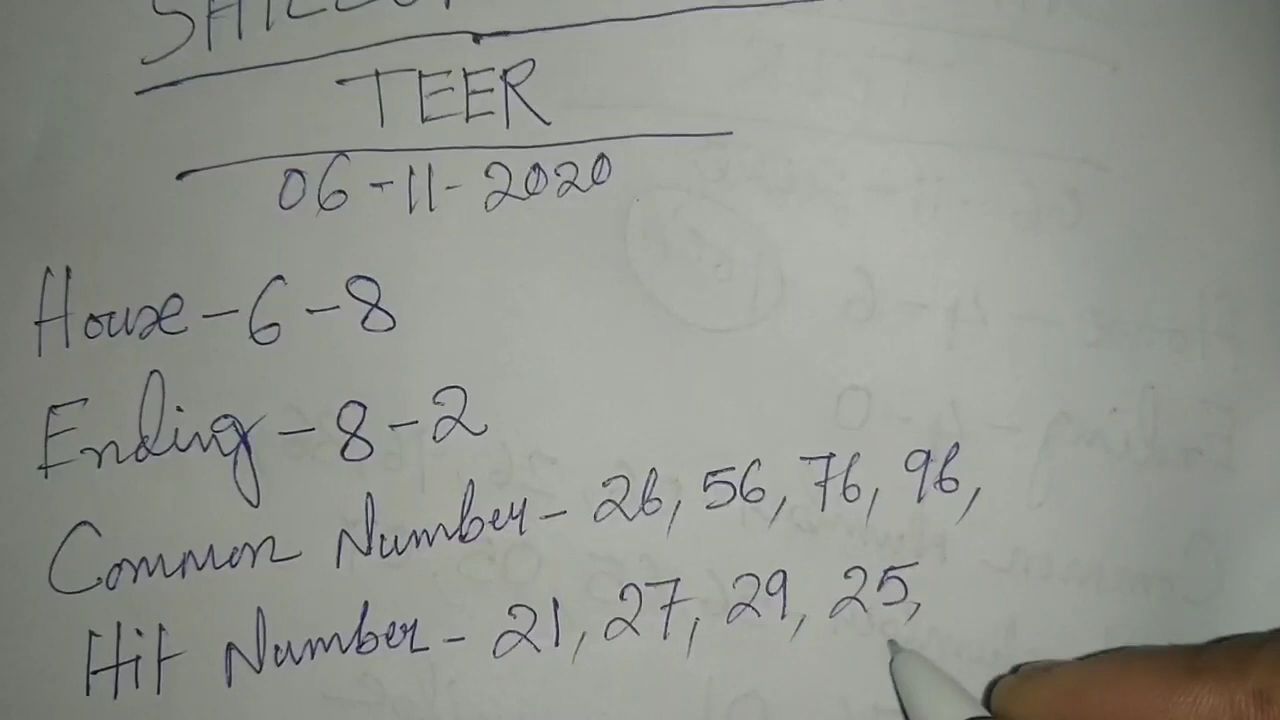 TEER
06-11-2020
House-6-8
Ending-8-2
Common Number-26, 56, 76, 96,
Hit Number-21, 27, 29, 25,